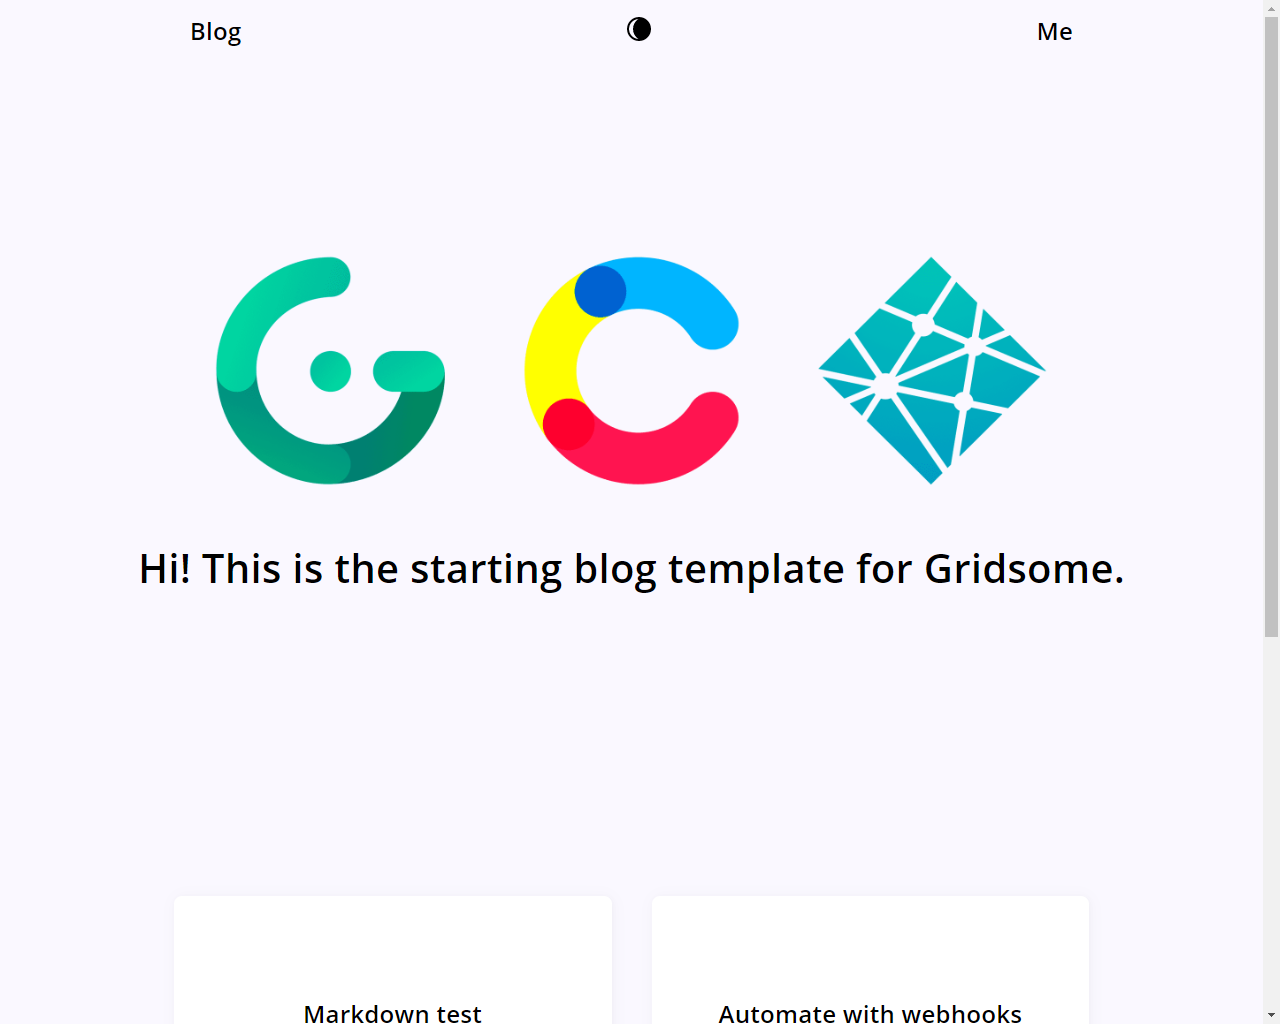 Blog
Me
Hi! This is the starting blog template for Gridsome.
Markdown test
Automate with webhooks